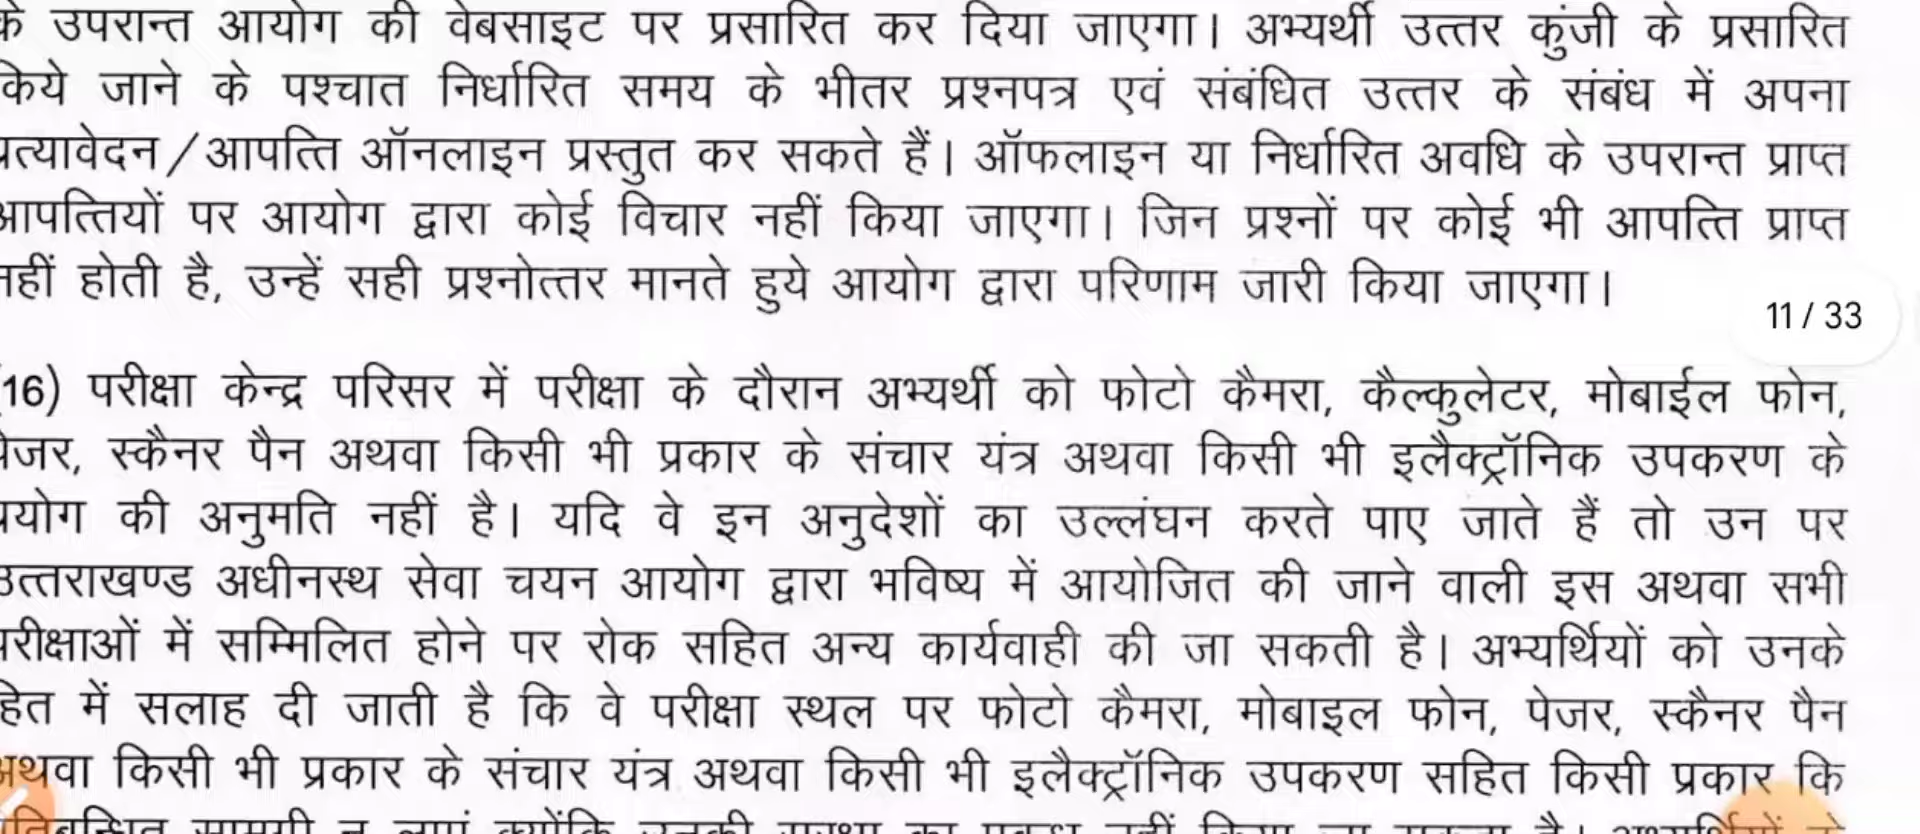 के उपरान्त आयोग की वेबसाइट पर प्रसारित कर दिया जाएगा। अभ्यर्थी उत्तर कुंजी के प्रसारित
किये जाने के पश्चात निर्धारित समय के भीतर प्रश्नपत्र एवं संबंधित उत्तर के संबंध में अपना
प्रत्यावेदन/आपत्ति ऑनलाइन प्रस्तुत कर सकते हैं। ऑफलाइन या निर्धारित अवधि के उपरान्त प्राप्त
आपत्तियों पर आयोग द्वारा कोई विचार नहीं किया जाएगा। जिन प्रश्नों पर कोई भी आपत्ति प्राप्त
नहीं होती है, उन्हें सही प्रश्नोत्तर मानते हुये आयोग द्वारा परिणाम जारी किया जाएगा।
11 / 33
(16) परीक्षा केन्द्र परिसर में परीक्षा के दौरान अभ्यर्थी को फोटो कैमरा, कैल्कुलेटर, मोबाईल फोन,
पेजर, स्कैनर पैन अथवा किसी भी प्रकार के संचार यंत्र अथवा किसी भी इलैक्ट्रॉनिक उपकरण के
प्रयोग की अनुमति नहीं है। यदि वे इन अनुदेशों का उल्लंघन करते पाए जाते हैं तो उन पर
उत्तराखण्ड अधीनस्थ सेवा चयन आयोग द्वारा भविष्य में आयोजित की जाने वाली इस अथवा सभी
परीक्षाओं में सम्मिलित होने पर रोक सहित अन्य कार्यवाही की जा सकती है। अभ्यर्थियों को उनके
हित में सलाह दी जाती है कि वे परीक्षा स्थल पर फोटो कैमरा, मोबाइल फोन, पेजर, स्कैनर पैन
अथवा किसी भी प्रकार के संचार यंत्र अथवा किसी भी इलैक्ट्रॉनिक उपकरण सहित किसी प्रकार कि